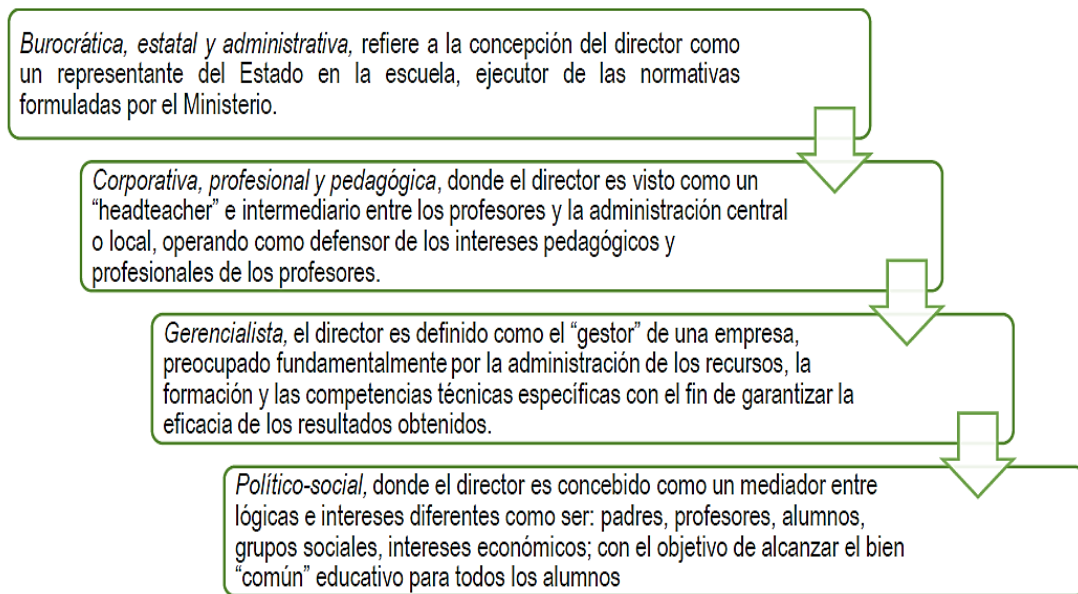 Burocrática, estatal y administrativa, refiere a la concepción del director como
un representante del Estado en la escuela, ejecutor de las normativas
formuladas por el Ministerio.
Corporativa, profesional y pedagógica, donde el director es visto como un
“headteacher” e intermediario entre los profesores y la administración central
o local, operando como defensor de los intereses pedagógicos y
profesionales de los profesores.
Gerencialista, el director es definido como el “gestor” de una empresa,
preocupado fundamentalmente por la administración de los recursos, la
formación y las competencias técnicas específicas con el fin de garantizar la
eficacia de los resultados obtenidos.
Político-social, donde el director es concebido como un mediador entre
lógicas e intereses diferentes como ser: padres, profesores, alumnos,
grupos sociales, intereses económicos; con el objetivo de alcanzar el bien
“común” educativo para todos los alumnos